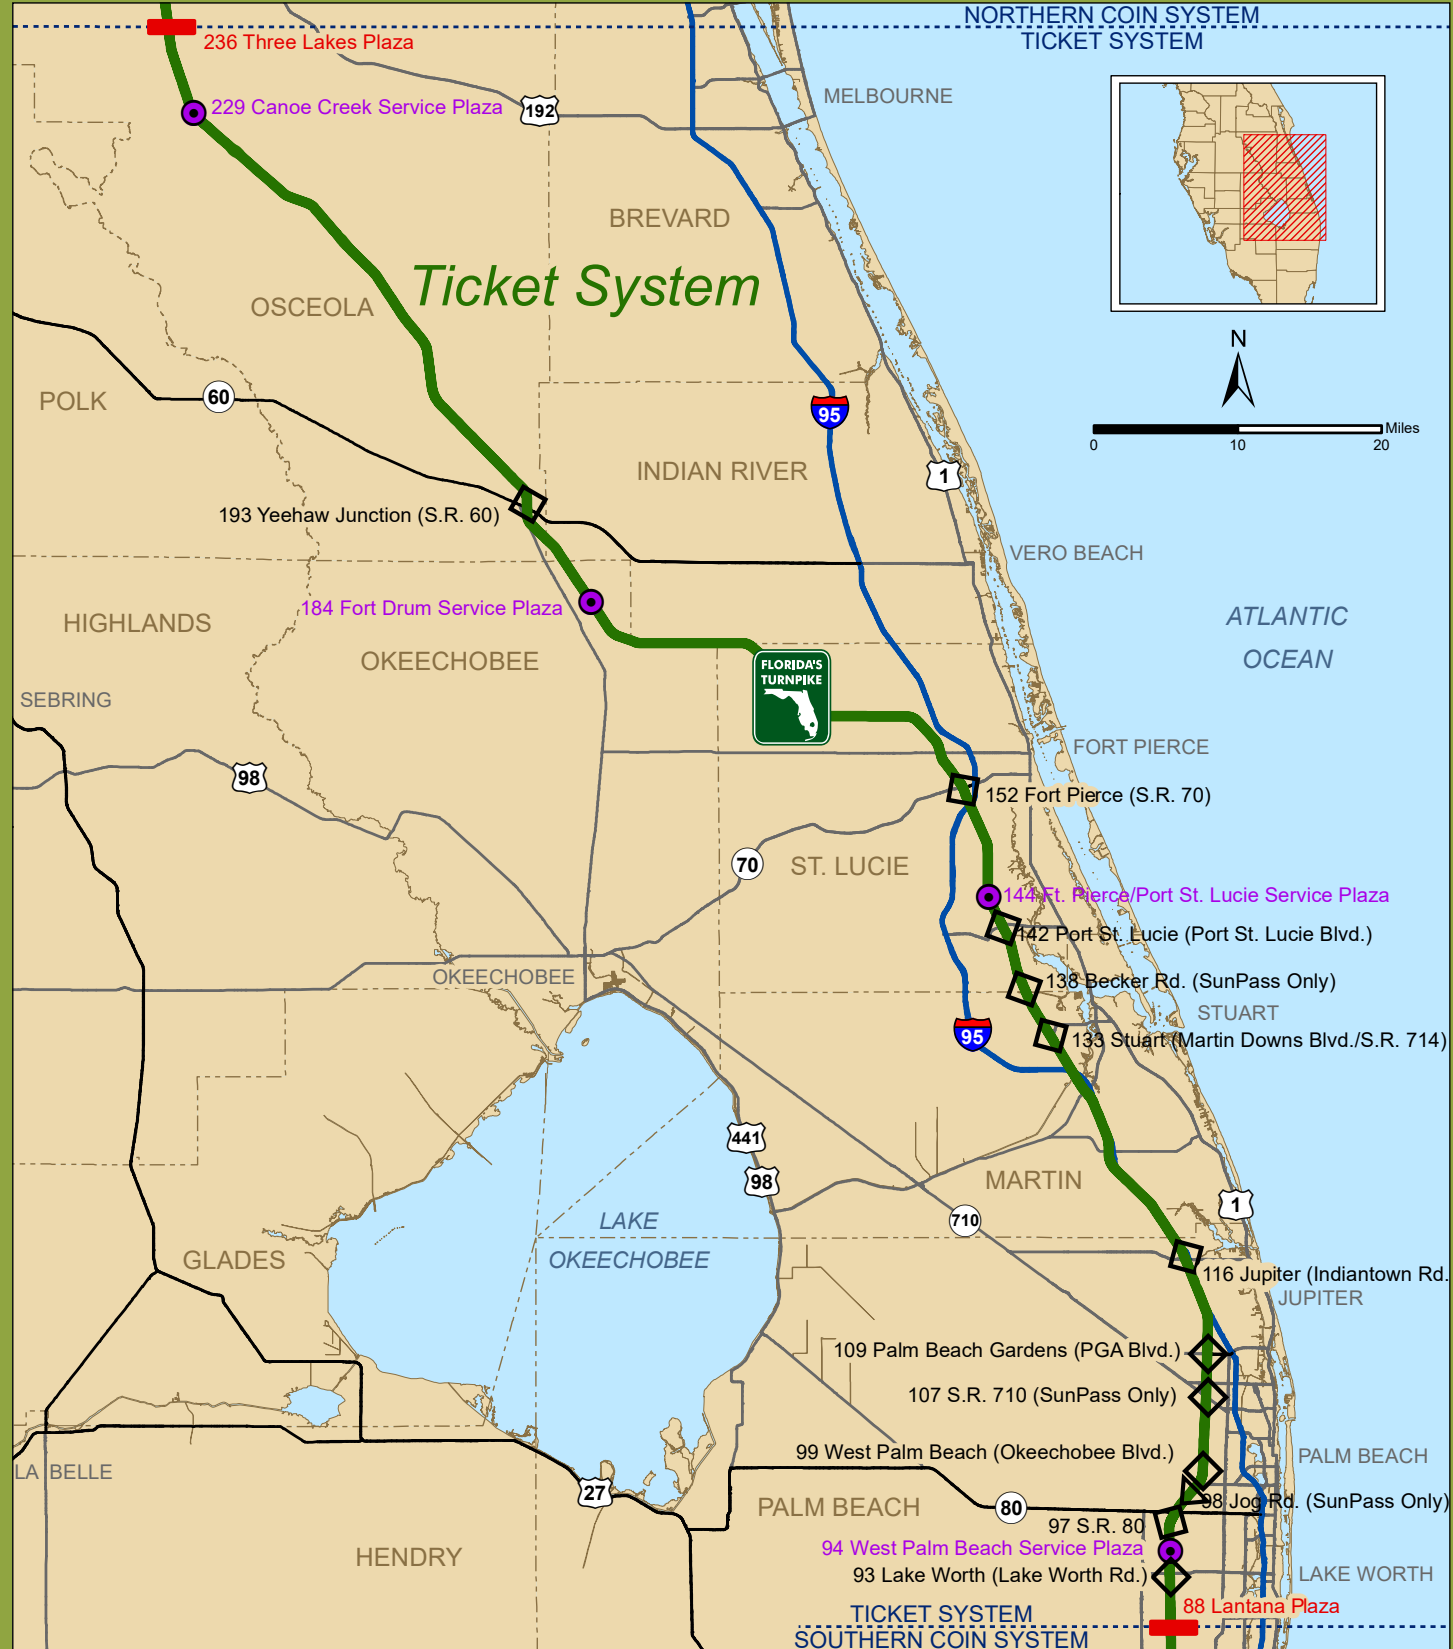 NORTHERN COIN SYSTEM
TICKET SYSTEM
236 Three Lakes Plaza
229 Canoe Creek Service Plaza
192
MELBOURNE
BREVARD
Ticket System
OSCEOLA
N
POLK
60
95
Miles
0 10 20
INDIAN RIVER
1
193 Yeehaw Junction (S.R. 60)
VERO BEACH
184 Fort Drum Service Plaza
HIGHLANDS
ATLANTIC
OCEAN
OKEECHOBEE
FLORIDA'S
TURNPIKE
SEBRING
FORT PIERCE
98
152 Fort Pierce (S.R. 70)
70
ST. LUCIE
144 Ft. Pierce/Port St. Lucie Service Plaza
142 Port St. Lucie (Port St. Lucie Blvd.)
OKEECHOBEE
138 Becker Rd. (SunPass Only)
STUART
95
133 Stuart (Martin Downs Blvd./S.R. 714)
441
98
MARTIN
1
LAKE
OKEECHOBEE
710
GLADES
116 Jupiter (Indiantown Rd.
JUPITER
109 Palm Beach Gardens (PGA Blvd.)
107 S.R. 710 (SunPass Only)
99 West Palm Beach (Okeechobee Blvd.)
PALM BEACH
LA BELLE
27
98 Jog Rd. (SunPass Only)
PALM BEACH
80
97 S.R. 80
94 West Palm Beach Service Plaza
HENDRY
93 Lake Worth (Lake Worth Rd.)
LAKE WORTH
88 Lantana Plaza
TICKET SYSTEM
SOUTHERN COIN SYSTEM